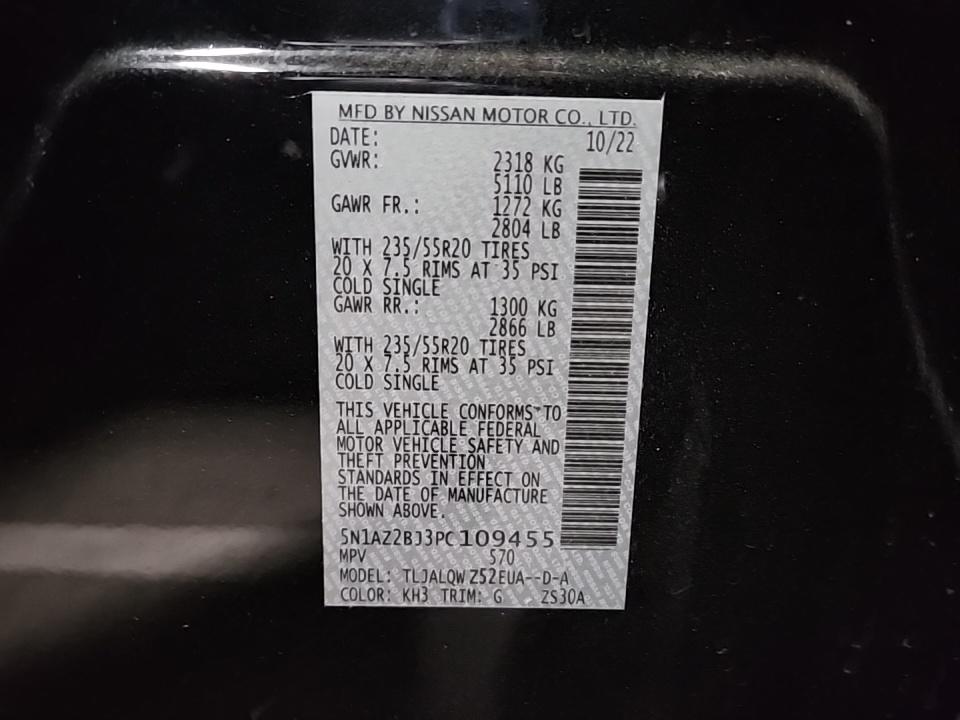 MFD BY NISSAN MOTOR CO., LTD.
DATE: 10/22
GVWR: 2318 KG
5110 LB
GAWR FR.: 1272 KG
2804 LB
WITH 235/55R20 TIRES
20 X 7.5 RIMS AT 35 PSI
COLD SINGLE
GAWR RR.: 1300 KG
2866 LB
WITH 235/55R20 TIRES
20 X 7.5 RIMS AT 35 PSI
COLD SINGLE
THIS VEHICLE CONFORMS TO
ALL APPLICABLE FEDERAL
MOTOR VEHICLE SAFETY AND
THEFT PREVENTION
STANDARDS IN EFFECT ON
THE DATE OF MANUFACTURE
SHOWN ABOVE.
5N1AZ2BJ3PC109455
MPV 570
MODEL: TLJALQW Z52EUA--D-A
COLOR: KH3 TRIM: G ZS30A